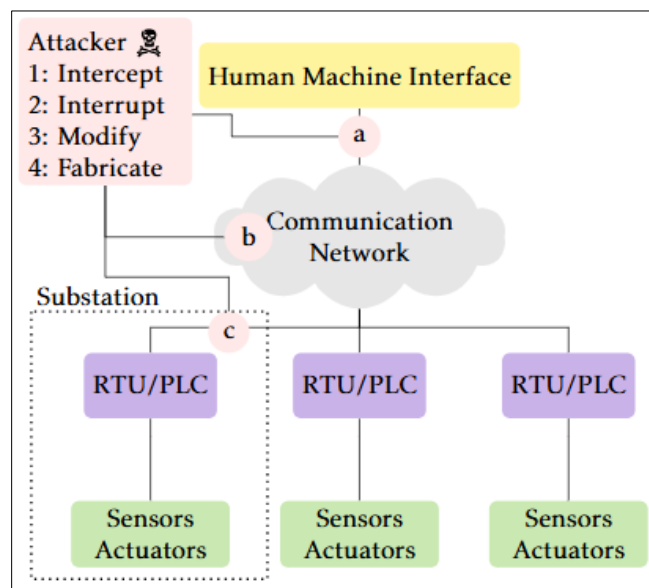 Attacker
1: Intercept
2: Interrupt
3: Modify
4: Fabricate
Human Machine Interface
a
Communication
Network
b
Substation
c
RTU/PLC
RTU/PLC
RTU/PLC
Sensors
Actuators
Sensors
Actuators
Sensors
Actuators